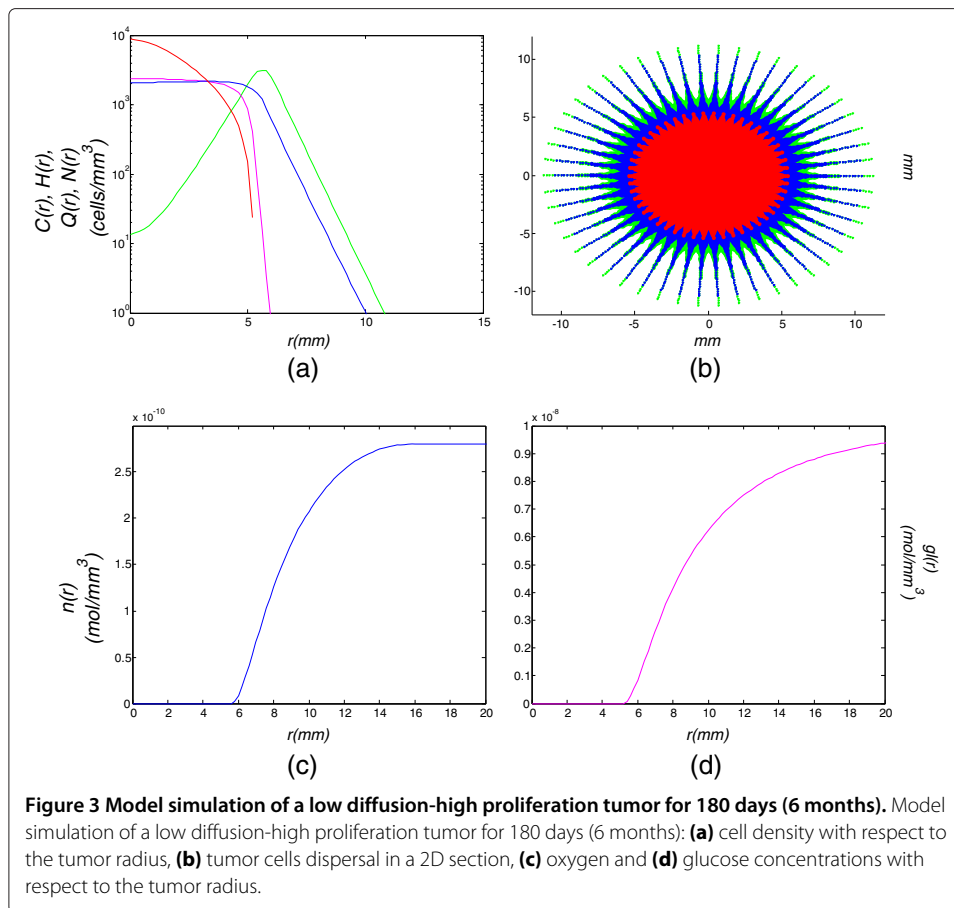 C(r), H(r),
Q(r), N(r)
(cells/mm^3)
10^4
10^3
10^2
10^1
10^0
0 5 10 15
r(mm)
(a)
10
5
0
-5
-10
-10 -5 0 5 10
mm
mm
(b)
x 10^-10
2.5
2
1.5
1
0.5
0
n(r)
(mol/mm^3)
0 2 4 6 8 10 12 14 16 18 20
r(mm)
(c)
x 10^-8
1
0.9
0.8
0.7
0.6
0.5
0.4
0.3
0.2
0.1
0
gl(r)
(mol/mm^3)
0 2 4 6 8 10 12 14 16 18 20
r(mm)
(d)
Figure 3 Model simulation of a low diffusion-high proliferation tumor for 180 days (6 months). Model
simulation of a low diffusion-high proliferation tumor for 180 days (6 months): (a) cell density with respect to
the tumor radius, (b) tumor cells dispersal in a 2D section, (c) oxygen and (d) glucose concentrations with
respect to the tumor radius.